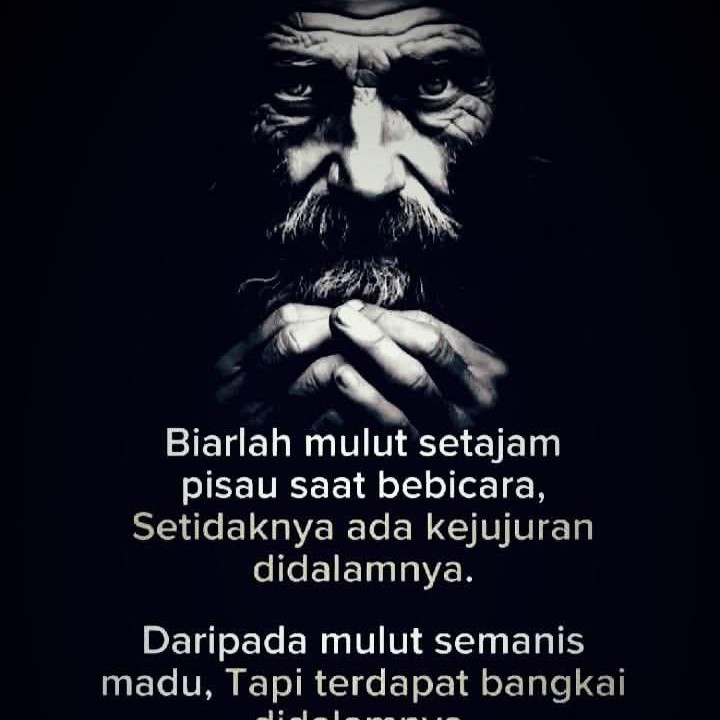 Biarlah mulut setajam
pisau saat bebicara,
Setidaknya ada kejujuran
didalamnya.
Daripada mulut semanis
madu, Tapi terdapat bangkai
didalamnya